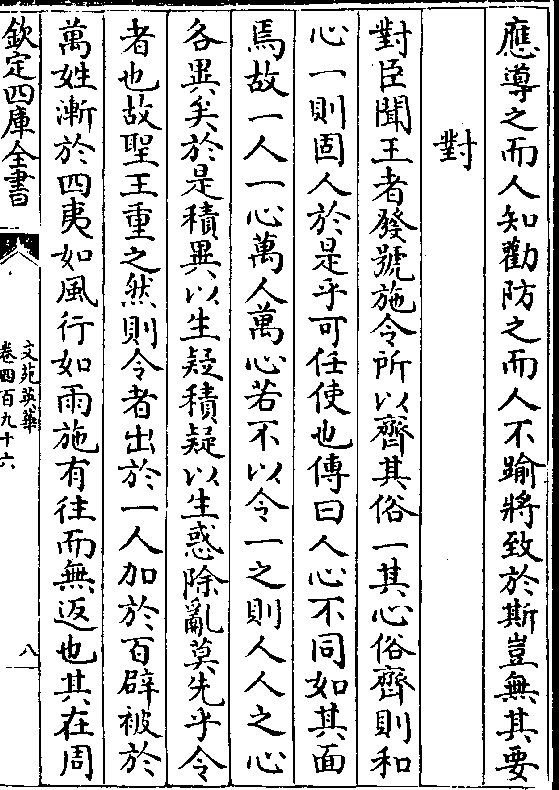 應導之而人知勸防之而人不踰將致於斯豈無其要
對
對臣聞王者發號施令所以齊其俗一其心俗齊則和
心一則固人於是乎可任使也傳曰人心不同如其面
焉故一人一心萬人萬心若不以令一之則人人之心
各異矣於是積異以生疑積疑以生惑除亂莫先乎令
者也故聖王重之然則令者出於一人加於百辟被於
萬姓漸於四夷如風行如雨施有往而無返也其在周
欽定四庫全書
文苑英華
卷四百九十六
八